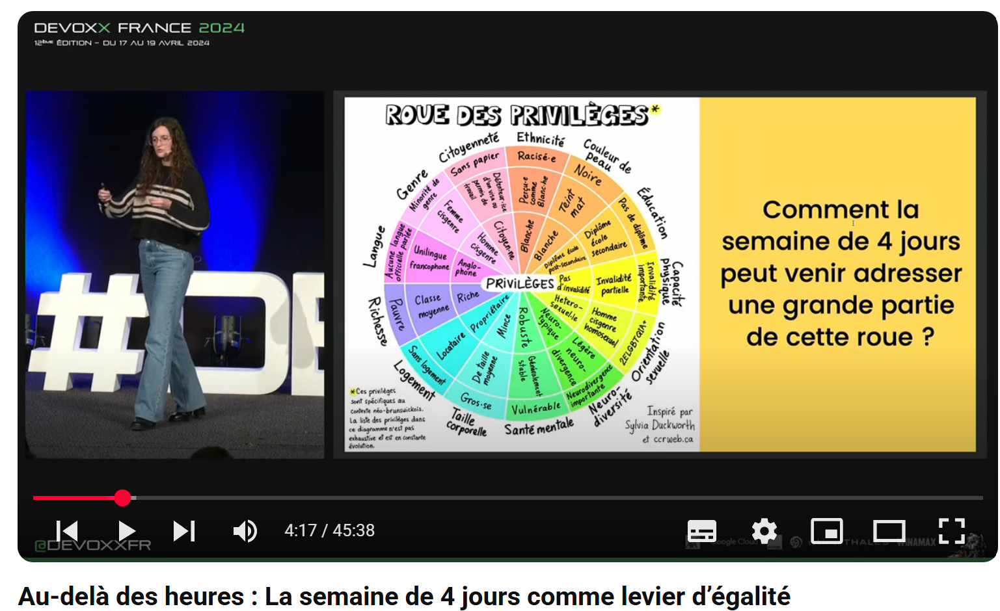 DEVOXX FRANCE 2024
12ÈME ÉDITION - DU 17 AU 19 AVRIL 2024
#DE
ROUE DES PRIVILÈGES*
Citoyenneté
Sans papier
Détenteur·ice d'un visa ou permis de travail
Citoyen·ne
Ethnicité
Racisé·e
Perçu·e comme Blanc·he
Blanc·he
Couleur de peau
Noire
Teint mat
Blanche
Éducation
Pas de diplôme
Diplôme école secondaire
Diplôme école post-secondaire
Capacité physique
Invalidité importante
Invalidité partielle
Pas d'invalidité
Orientation sexuelle
2ELGBTQIA+
Homme cisgenre homosexuel
Hetero-sexuel·le
Neuro-diversité
Neurodivergence importante
Légère neuro-divergence
Neuro-typique
Santé mentale
Vulnérable
Généralement stable
Robuste
Taille corporelle
Gros·se
De taille moyenne
Mince
Logement
Sans logement
Locataire
Propriétaire
Richesse
Pauvre
Classe moyenne
Riche
Langue
Aucune langue officielle parlée
Unilingue francophone
Anglo-phone
Genre
Minorité de genre
Femme cisgenre
Homme cisgenre
PRIVILÈGES
*Ces privilèges
sont spécifiques au
contexte néo-brunswickois.
La liste des privilèges dans
ce diagramme n'est pas
exhaustive et est en constante
évolution.
Inspiré par
Sylvia Duckworth
et ccrweb.ca
Comment la
semaine de 4 jours
peut venir adresser
une grande partie
de cette roue ?
4:17 / 45:38
@DEVOXXFR
Google Cloud
THALES
WINAMAX
Au-delà des heures : La semaine de 4 jours comme levier d'égalité